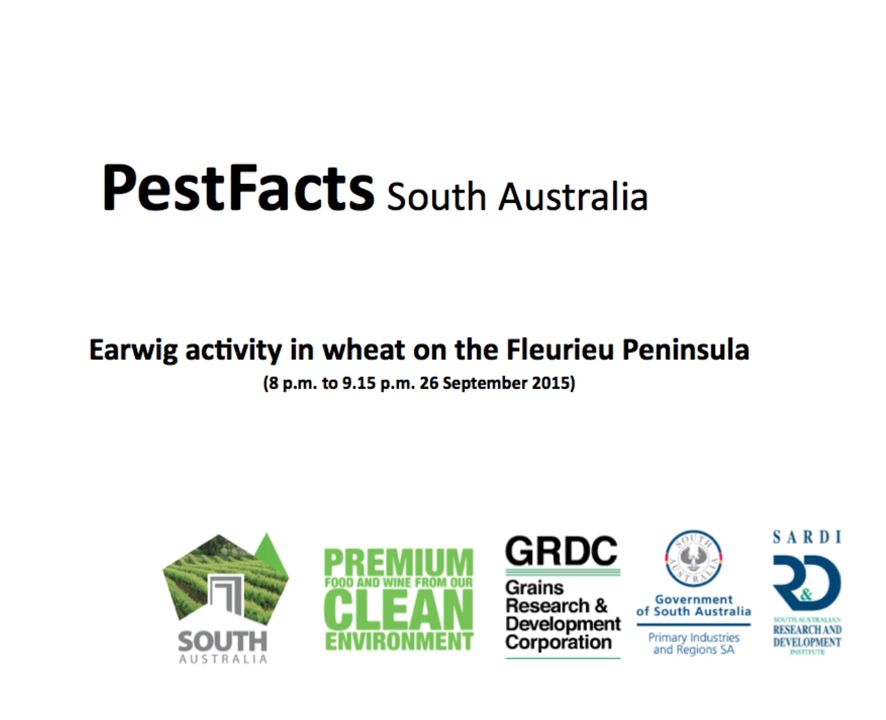 PestFacts South Australia
Earwig activity in wheat on the Fleurieu Peninsula
(8 p.m. to 9.15 p.m. 26 September 2015)
SOUTH
AUSTRALIA
PREMIUM
FOOD AND WINE FROM OUR
CLEAN
ENVIRONMENT
GRDC
Grains
Research &
Development
Corporation
SOUTH AUSTRALIA
Government
of South Australia
Primary Industries
and Regions SA
SARDI
R&D
SOUTH AUSTRALIAN
RESEARCH AND
DEVELOPMENT
INSTITUTE